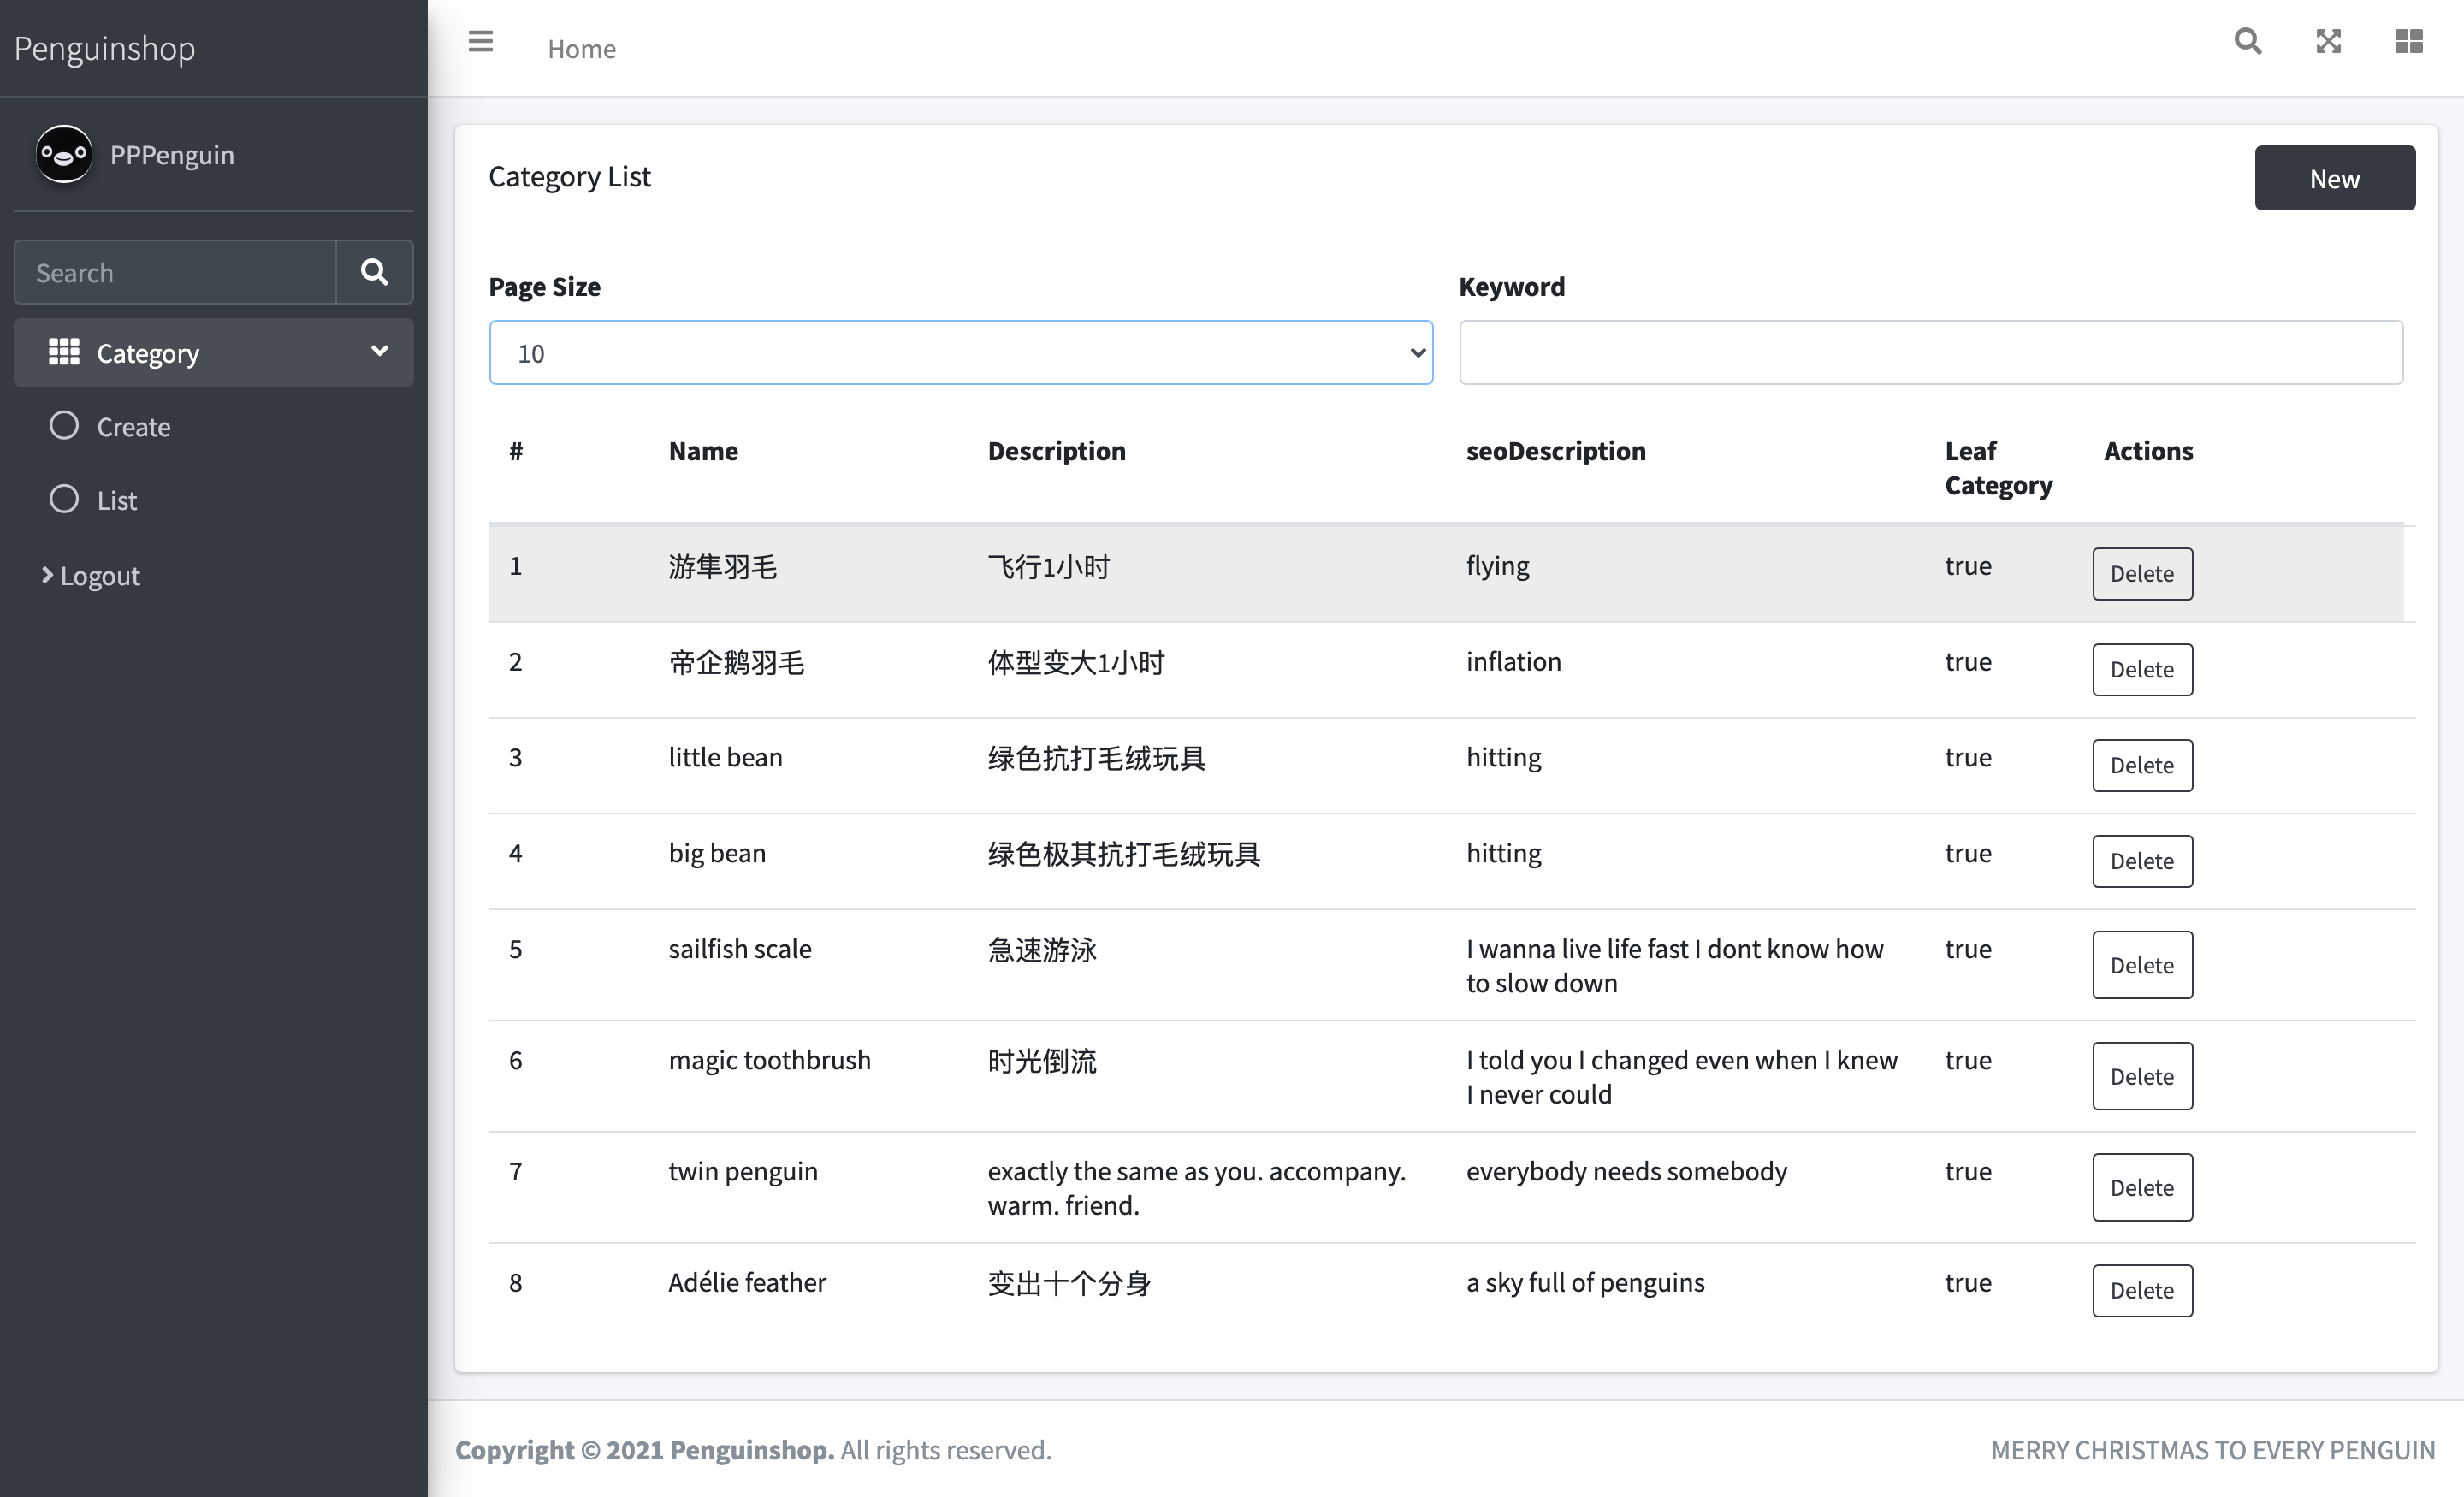 Penguinshop
Home
PPPenguin
Search
Category
Create
List
Logout
Category List
New
Page Size
Keyword
10
# Name Description seoDescription Leaf Category Actions
1 游隼羽毛 飞行1小时 flying true Delete
2 帝企鹅羽毛 体型变大1小时 inflation true Delete
3 little bean 绿色抗打毛绒玩具 hitting true Delete
4 big bean 绿色极其抗打毛绒玩具 hitting true Delete
5 sailfish scale 急速游泳 I wanna live life fast I dont know how to slow down true Delete
6 magic toothbrush 时光倒流 I told you I changed even when I knew I never could true Delete
7 twin penguin exactly the same as you. accompany. warm. friend. everybody needs somebody true Delete
8 Adélie feather 变出十个分身 a sky full of penguins true Delete
Copyright © 2021 Penguinshop. All rights reserved.
MERRY CHRISTMAS TO EVERY PENGUIN